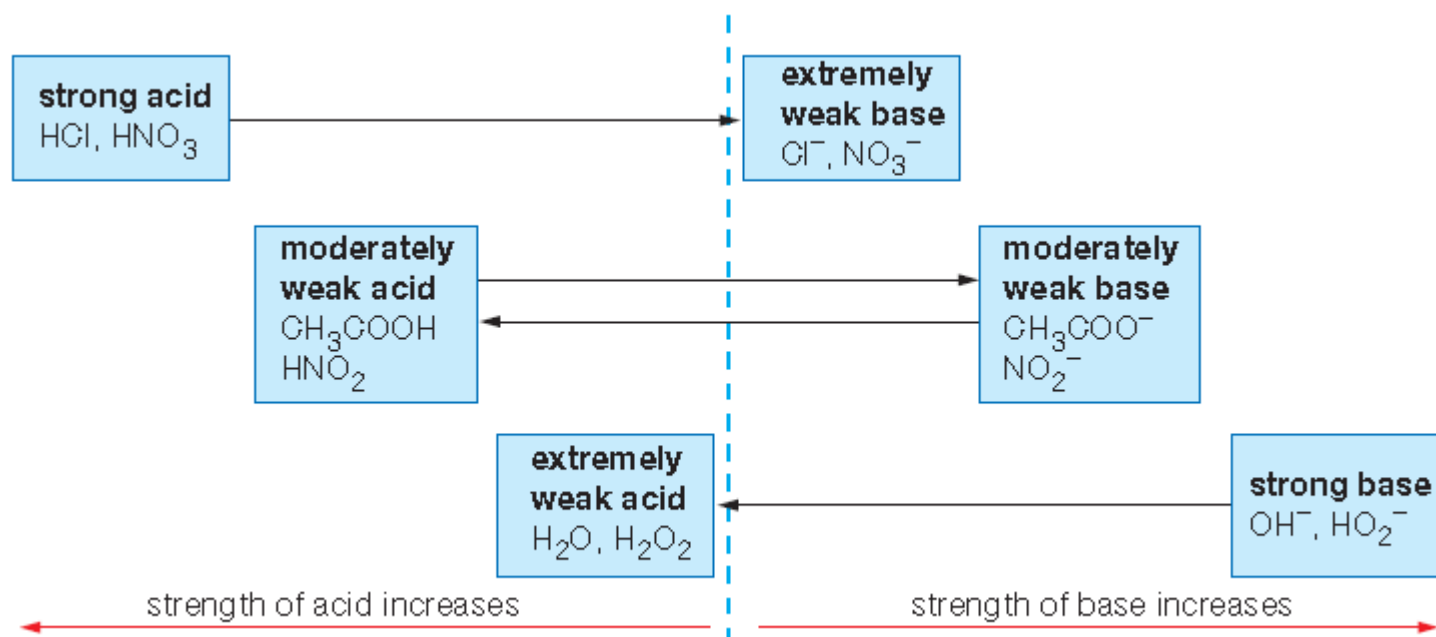 strong acid
HCl, HNO₃
extremely
weak base
Cl⁻, NO₃⁻
moderately
weak acid
CH₃COOH
HNO₂
moderately
weak base
CH₃COO⁻
NO₂⁻
extremely
weak acid
H₂O, H₂O₂
strong base
OH⁻, HO₂⁻
strength of acid increases
strength of base increases